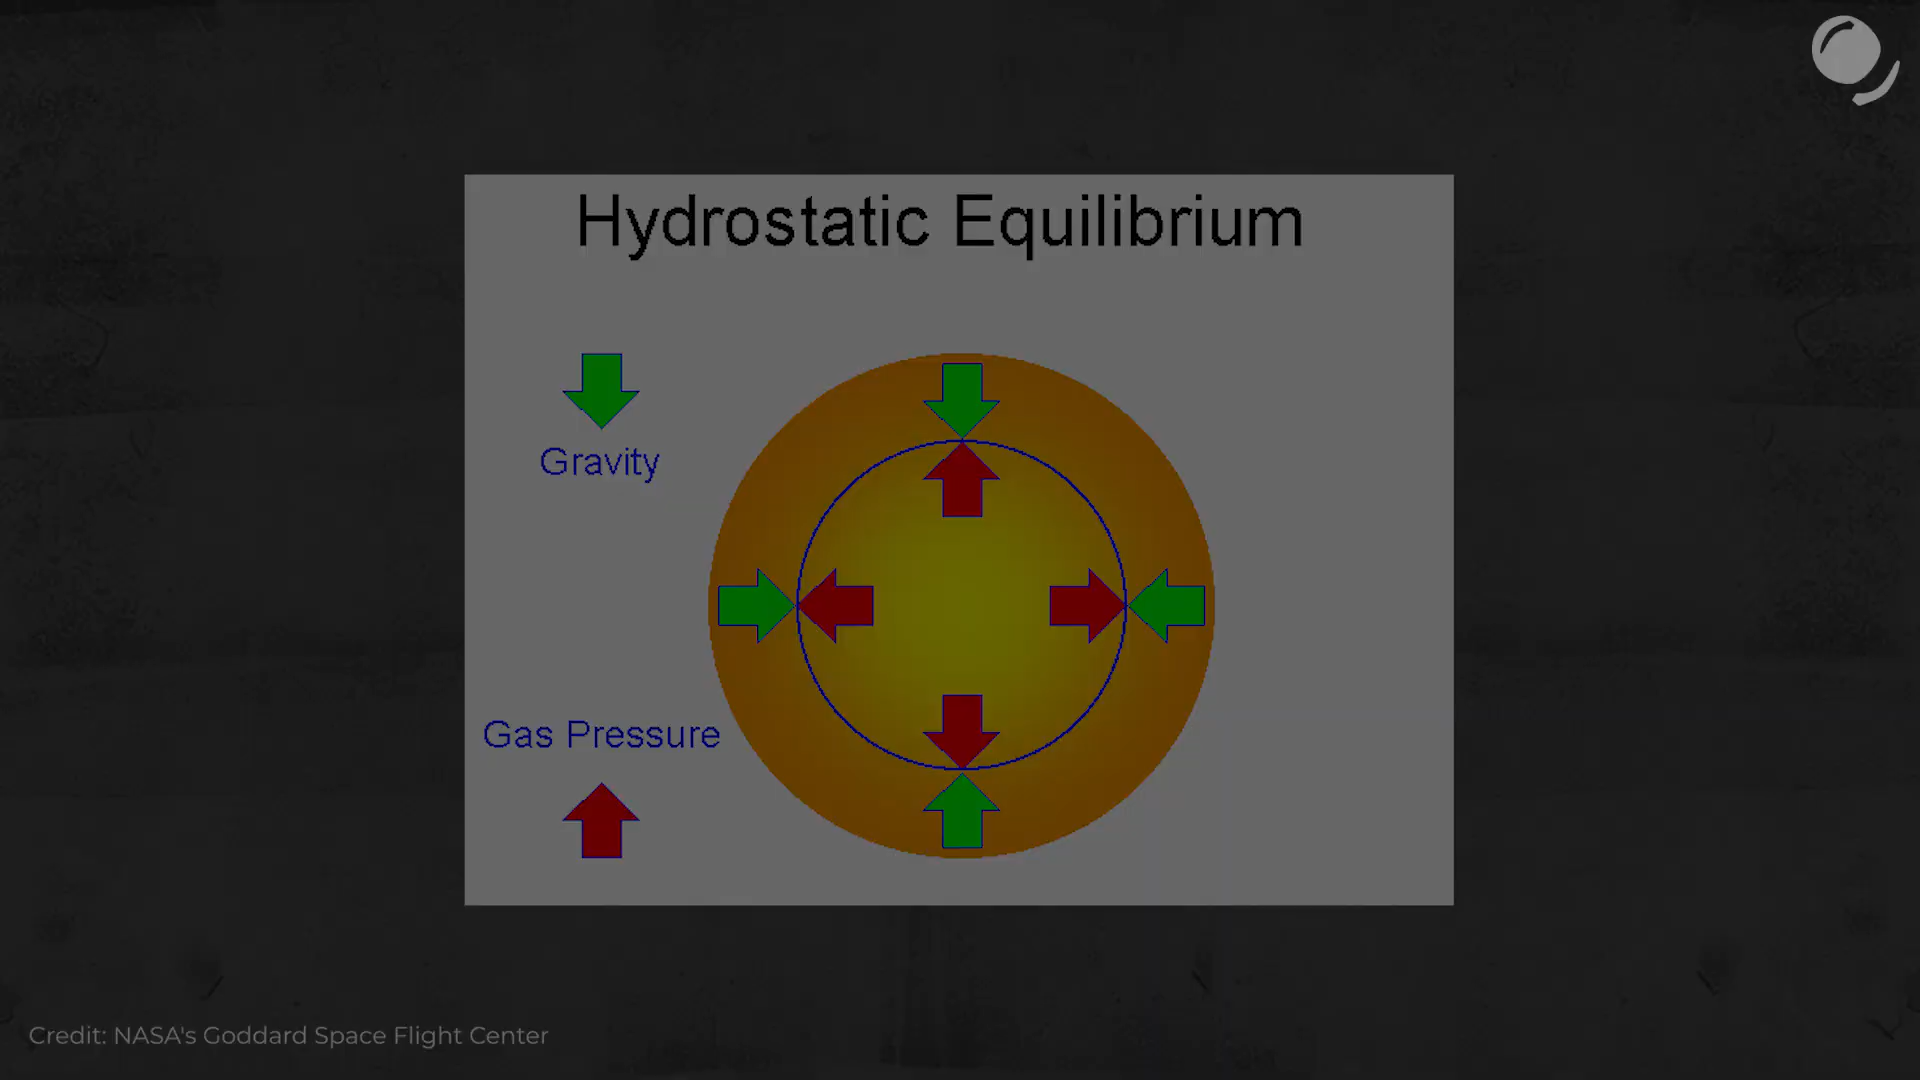 Hydrostatic Equilibrium
Gravity
Gas Pressure
Credit: NASA's Goddard Space Flight Center